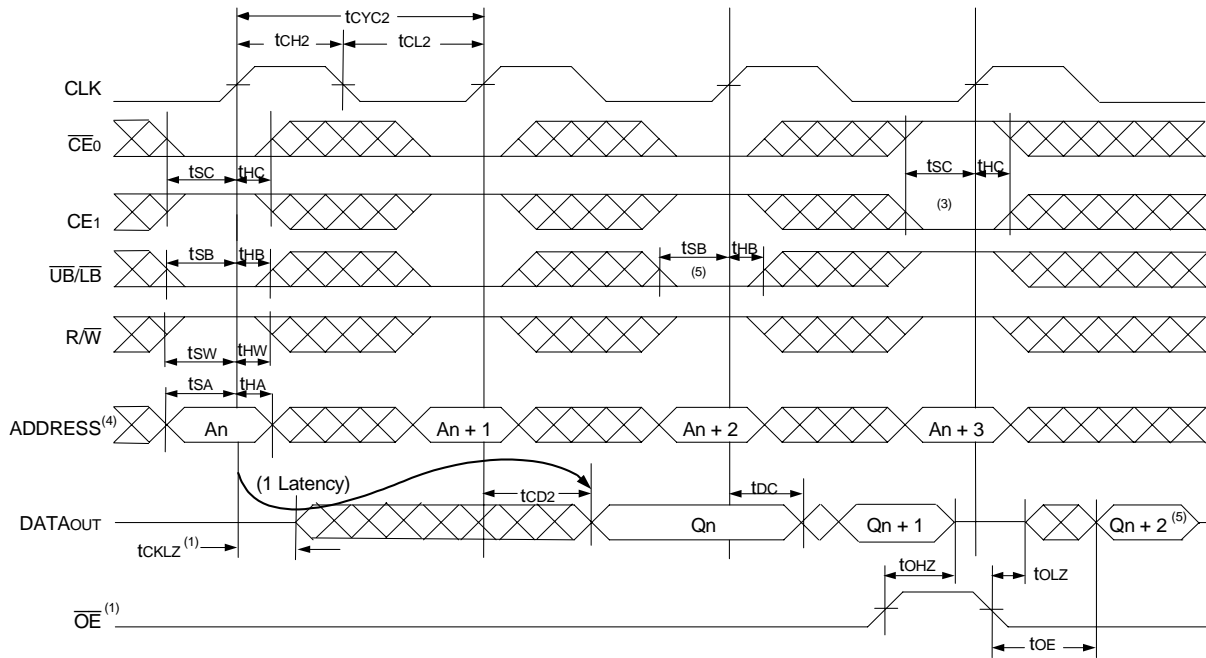 tCYC2
tCH2 tCL2
CLK
CE0
tSC tHC tSC tHC
CE1 (3)
tSB tHB tSB tHB
UB/LB (5)
R/W
tSW tHW
tSA tHA
ADDRESS(4) An An + 1 An + 2 An + 3
(1 Latency) tCD2 tDC
DATAOUT Qn Qn + 1 Qn + 2 (5)
tCKLZ (1)
tOHZ tOLZ
OE (1)
tOE